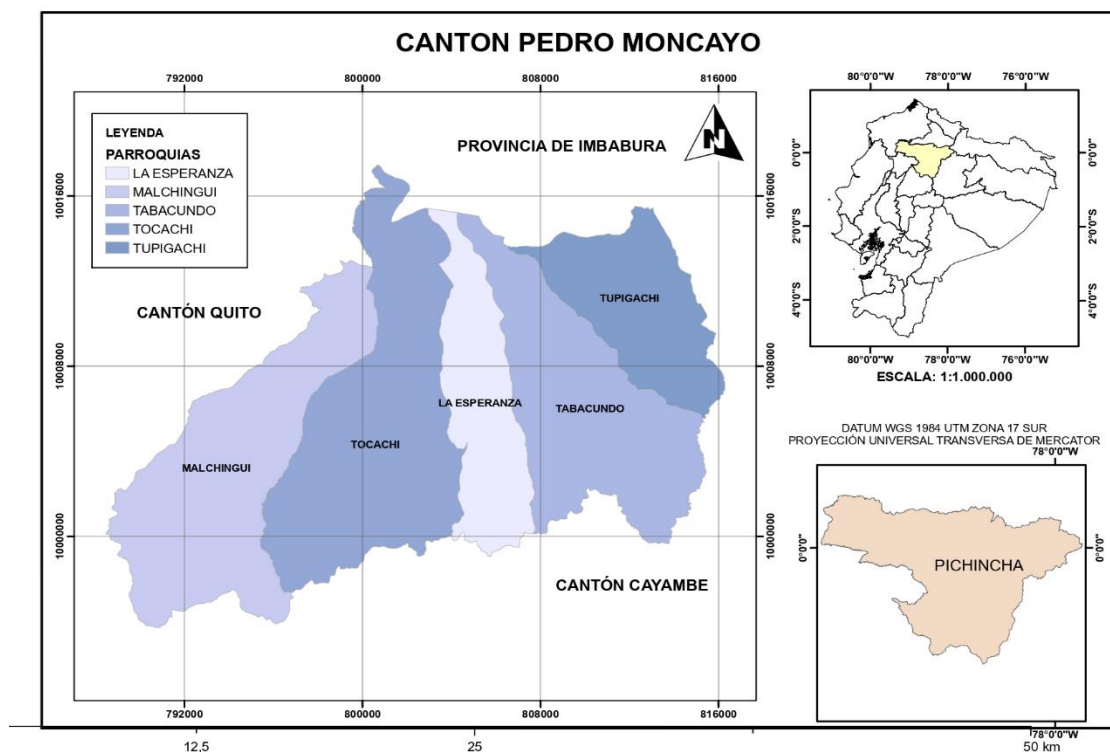 CANTON PEDRO MONCAYO
792000
800000
808000
816000
LEYENDA
PARROQUIAS
LA ESPERANZA
MALCHINGUI
TABACUNDO
TOCACHI
TUPIGACHI
PROVINCIA DE IMBABURA
N
10016000
10016000
CANTÓN QUITO
TUPIGACHI
10008000
10008000
LA ESPERANZA
TABACUNDO
TOCACHI
MALCHINGUI
10000000
10000000
CANTÓN CAYAMBE
792000
800000
808000
816000
80°0'0"W
78°0'0"W
76°0'0"W
0°0'0"
0°0'0"
2°0'0"S
2°0'0"S
4°0'0"S
4°0'0"S
80°0'0"W
78°0'0"W
76°0'0"W
ESCALA: 1:1.000.000
DATUM WGS 1984 UTM ZONA 17 SUR
PROYECCIÓN UNIVERSAL TRANSVERSA DE MERCATOR
78°0'0"W
0°0'0"
0°0'0"
PICHINCHA
78°0'0"W
12.5
25
50 km